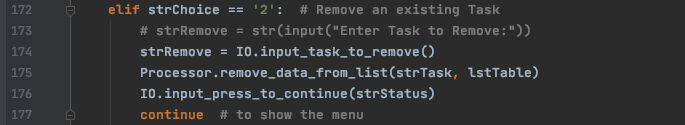 172 elif strChoice == '2':  # Remove an existing Task
173 # strRemove = str(input("Enter Task to Remove:"))
174 strRemove = IO.input_task_to_remove()
175 Processor.remove_data_from_list(strTask, lstTable)
176 IO.input_press_to_continue(strStatus)
177 continue  # to show the menu